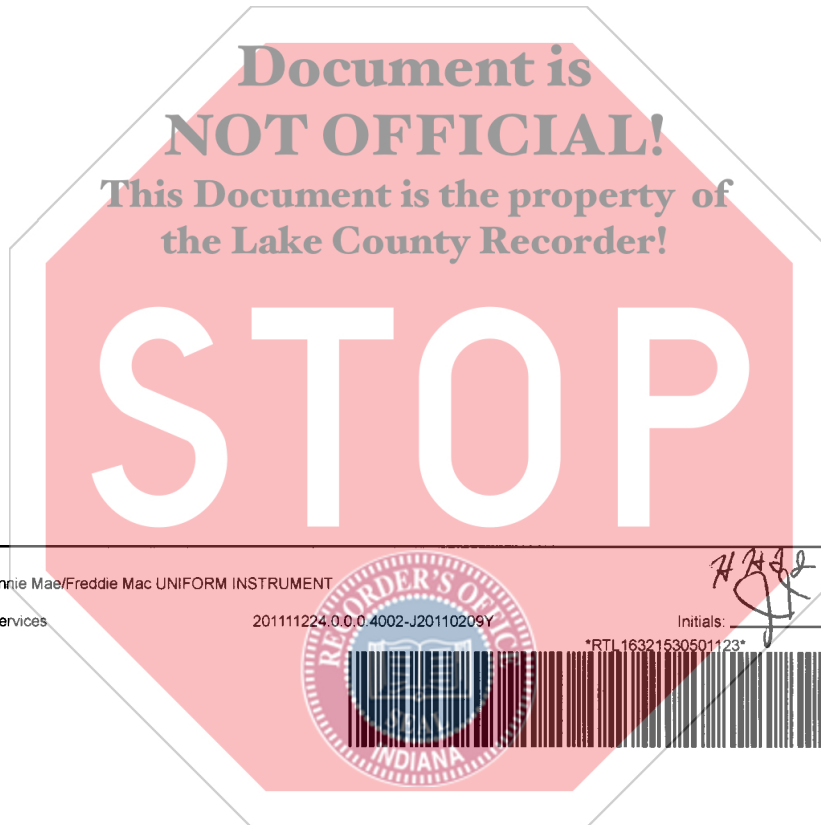 Document is
NOT OFFICIAL!
This Document is the property of
the Lake County Recorder!
STOP
nnie Mae/Freddie Mac UNIFORM INSTRUMENT
ervices 201111224.0.0.0.4002-J20110209Y Initials:
*RTL16321530501123*
RECORDER'S OFFICE
SEAL
INDIANA